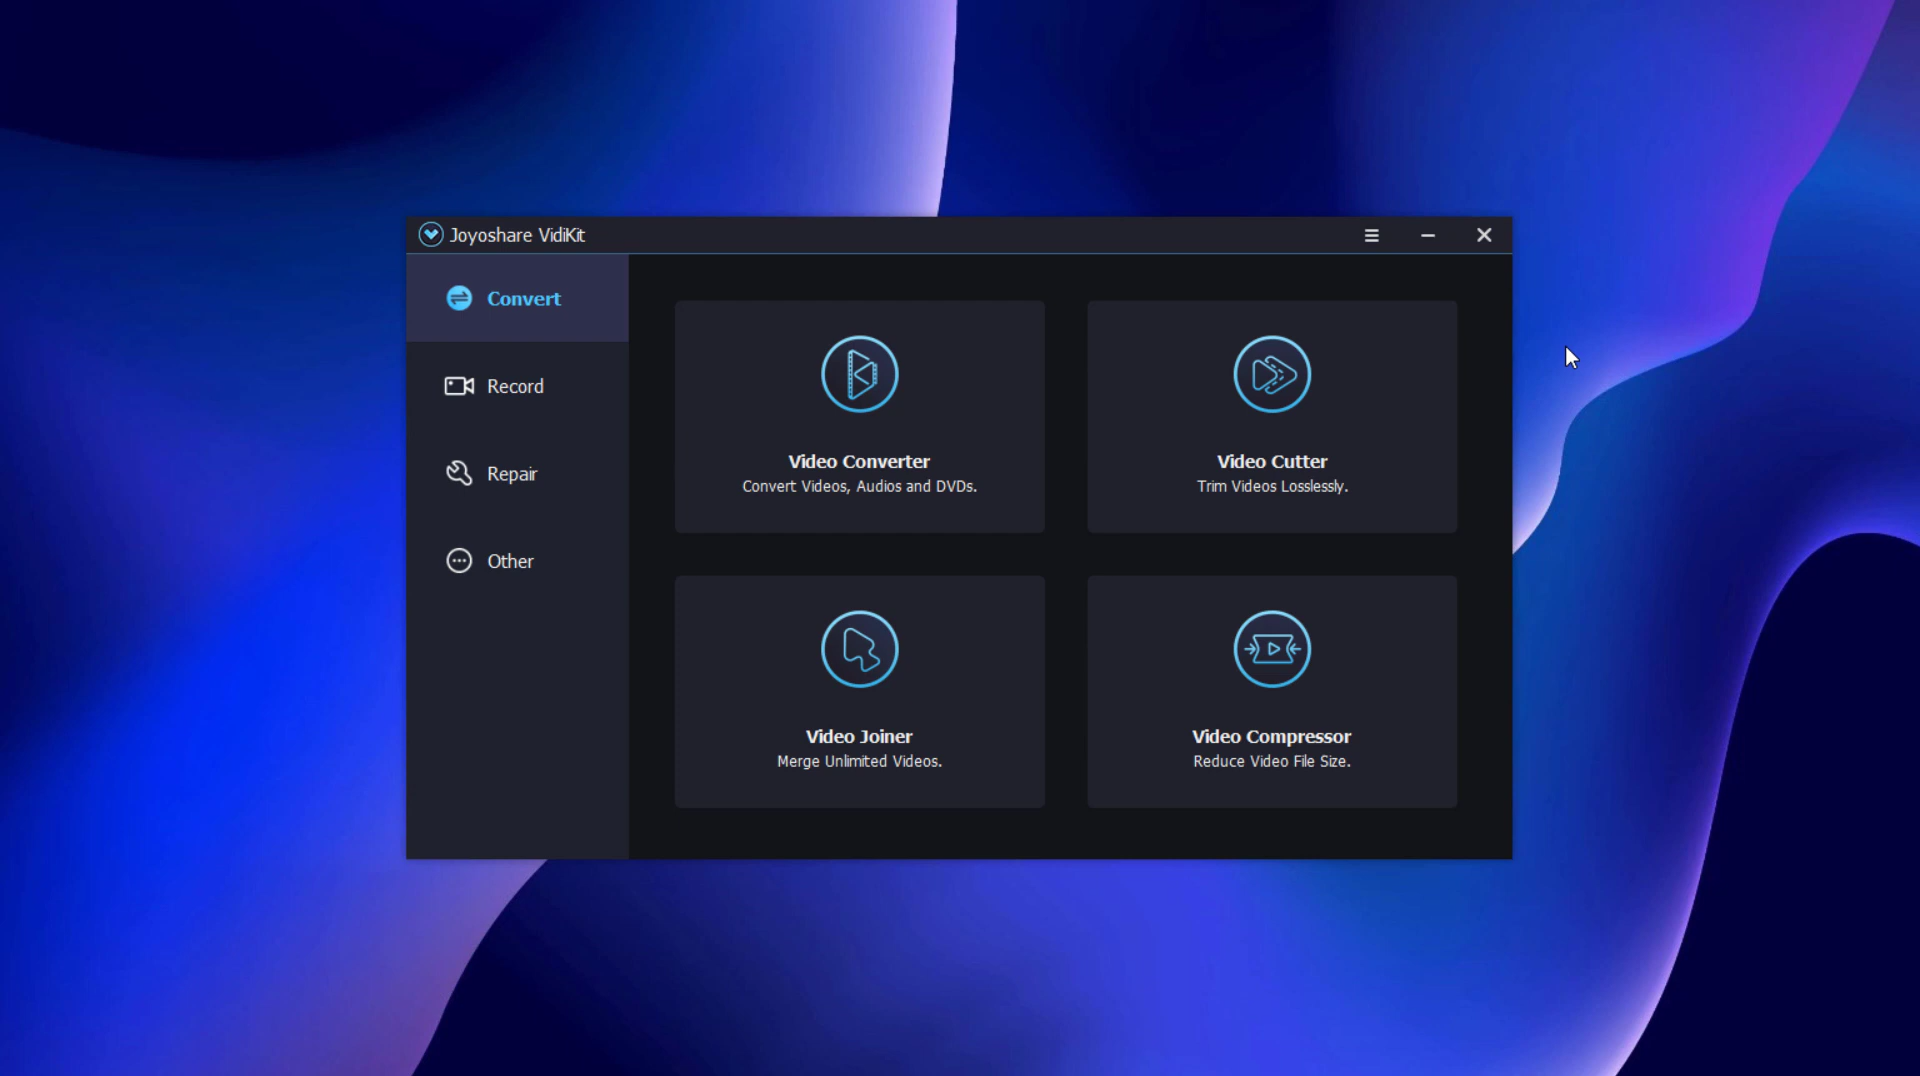 Joyoshare VidiKit
Convert
Record
Repair
Other
Video Converter
Convert Videos, Audios and DVDs.
Video Cutter
Trim Videos Losslessly.
Video Joiner
Merge Unlimited Videos.
Video Compressor
Reduce Video File Size.